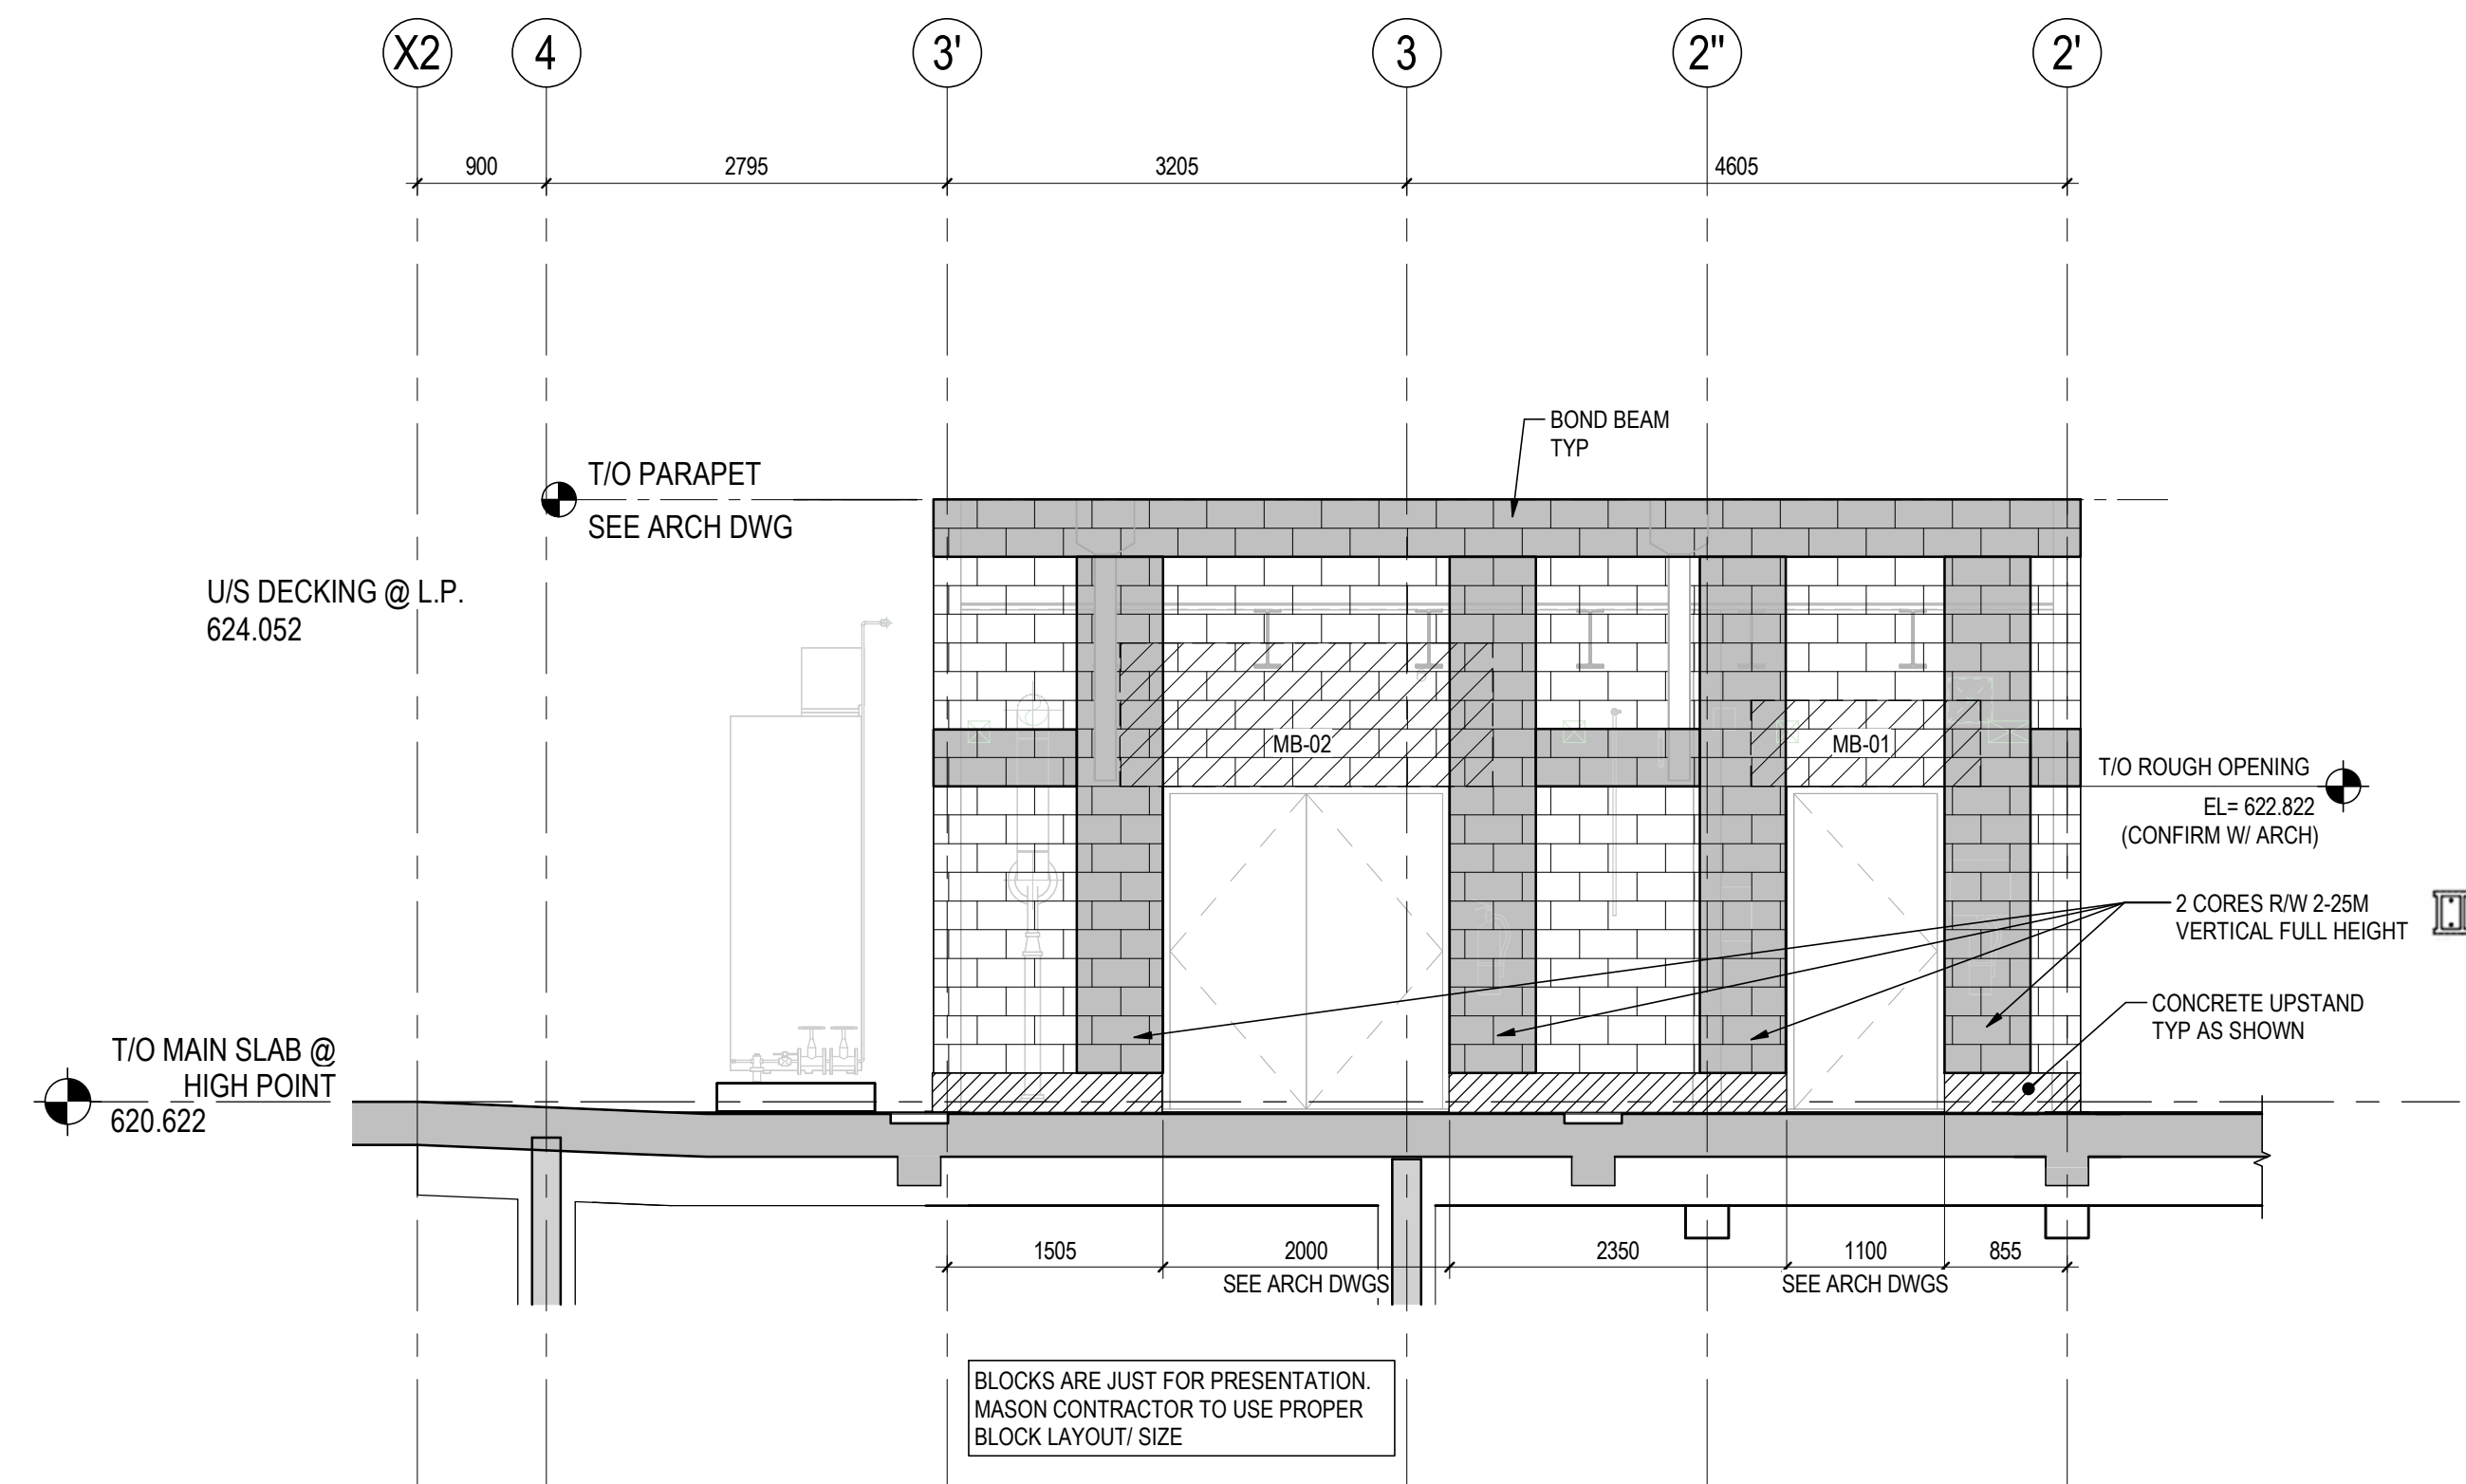 X2 4 3' 3 2" 2'
900 2795 3205 4605
BOND BEAM
TYP
T/O PARAPET
SEE ARCH DWG
U/S DECKING @ L.P.
624.052
MB-02 MB-01
T/O ROUGH OPENING
EL= 622.822
(CONFIRM W/ ARCH)
2 CORES R/W 2-25M
VERTICAL FULL HEIGHT
CONCRETE UPSTAND
TYP AS SHOWN
T/O MAIN SLAB @
HIGH POINT
620.622
1505 2000 2350 1100 855
SEE ARCH DWGS SEE ARCH DWGS
BLOCKS ARE JUST FOR PRESENTATION.
MASON CONTRACTOR TO USE PROPER
BLOCK LAYOUT/ SIZE